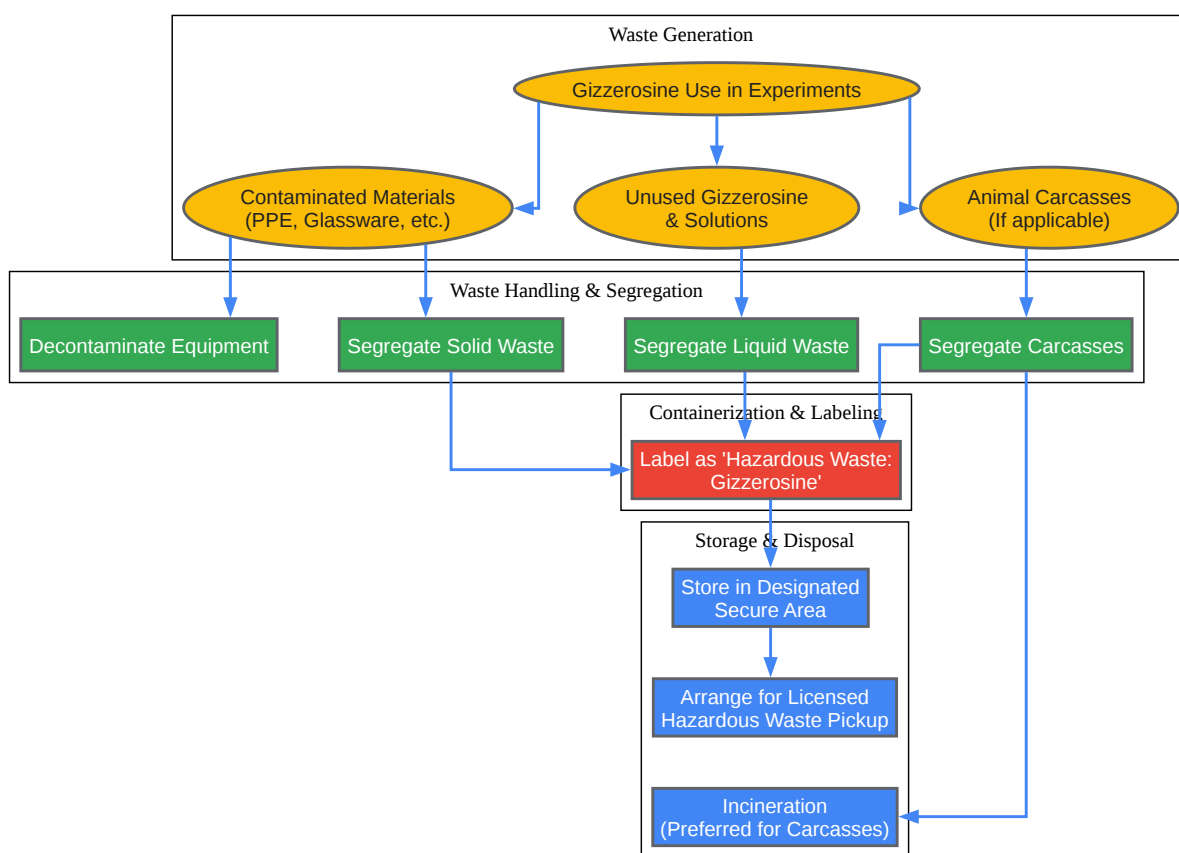 Waste Generation
Gizzerosine Use in Experiments
Contaminated Materials
(PPE, Glassware, etc.)
Unused Gizzerosine
& Solutions
Animal Carcasses
(If applicable)
Waste Handling & Segregation
Decontaminate Equipment
Segregate Solid Waste
Segregate Liquid Waste
Segregate Carcasses
Containerization & Labeling
Label as 'Hazardous Waste:
Gizzerosine'
Storage & Disposal
Store in Designated
Secure Area
Arrange for Licensed
Hazardous Waste Pickup
Incineration
(Preferred for Carcasses)